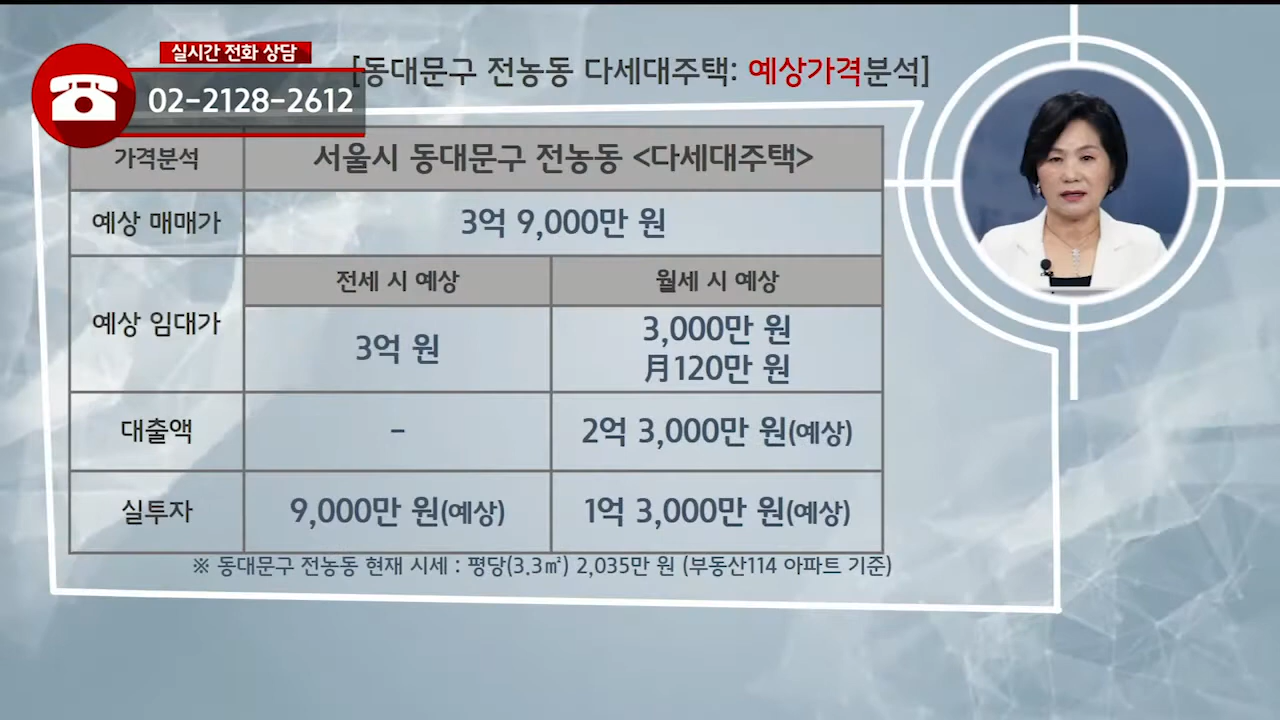 실시간 전화 상담
02-2128-2612
[동대문구 전농동 다세대주택: 예상가격분석]
가격분석
서울시 동대문구 전농동 <다세대주택>
예상 매매가
3억 9,000만 원
예상 임대가
전세 시 예상
월세 시 예상
3억 원
3,000만 원
月120만 원
대출액
-
2억 3,000만 원(예상)
실투자
9,000만 원(예상)
1억 3,000만 원(예상)
※ 동대문구 전농동 현재 시세 : 평당(3.3㎡) 2,035만 원 (부동산114 아파트 기준)